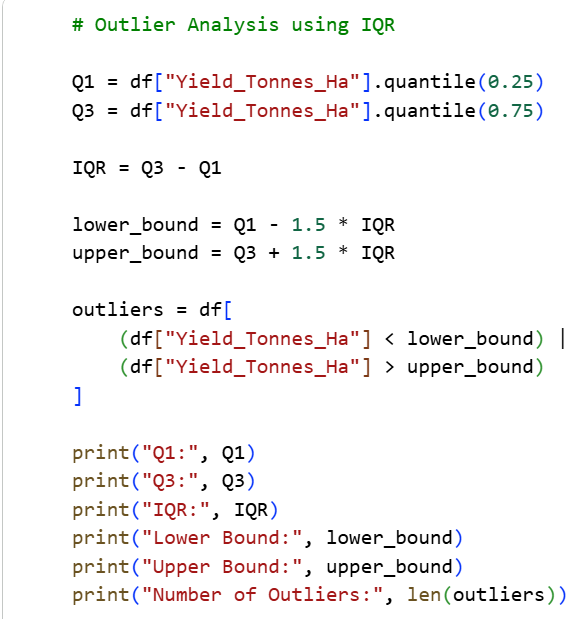 # Outlier Analysis using IQR
Q1 = df["Yield_Tonnes_Ha"].quantile(0.25)
Q3 = df["Yield_Tonnes_Ha"].quantile(0.75)
IQR = Q3 - Q1
lower_bound = Q1 - 1.5 * IQR
upper_bound = Q3 + 1.5 * IQR
outliers = df[
    (df["Yield_Tonnes_Ha"] < lower_bound) |
    (df["Yield_Tonnes_Ha"] > upper_bound)
]
print("Q1:", Q1)
print("Q3:", Q3)
print("IQR:", IQR)
print("Lower Bound:", lower_bound)
print("Upper Bound:", upper_bound)
print("Number of Outliers:", len(outliers))